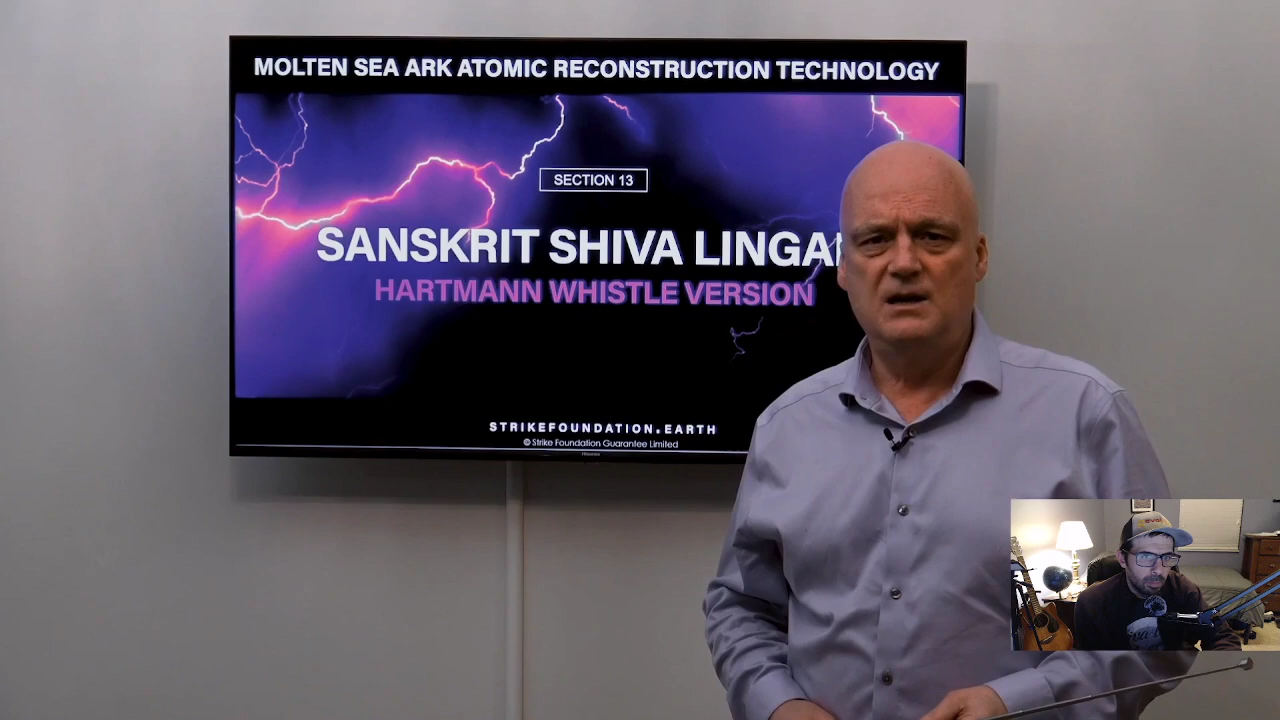 MOLTEN SEA ARK ATOMIC RECONSTRUCTION TECHNOLOGY
SECTION 13
SANSKRIT SHIVA
HARTMANN WHISTLE VERSION
STRIKEFOUNDATION.EARTH
© Strike Foundation Guarantee Limited
Hisense